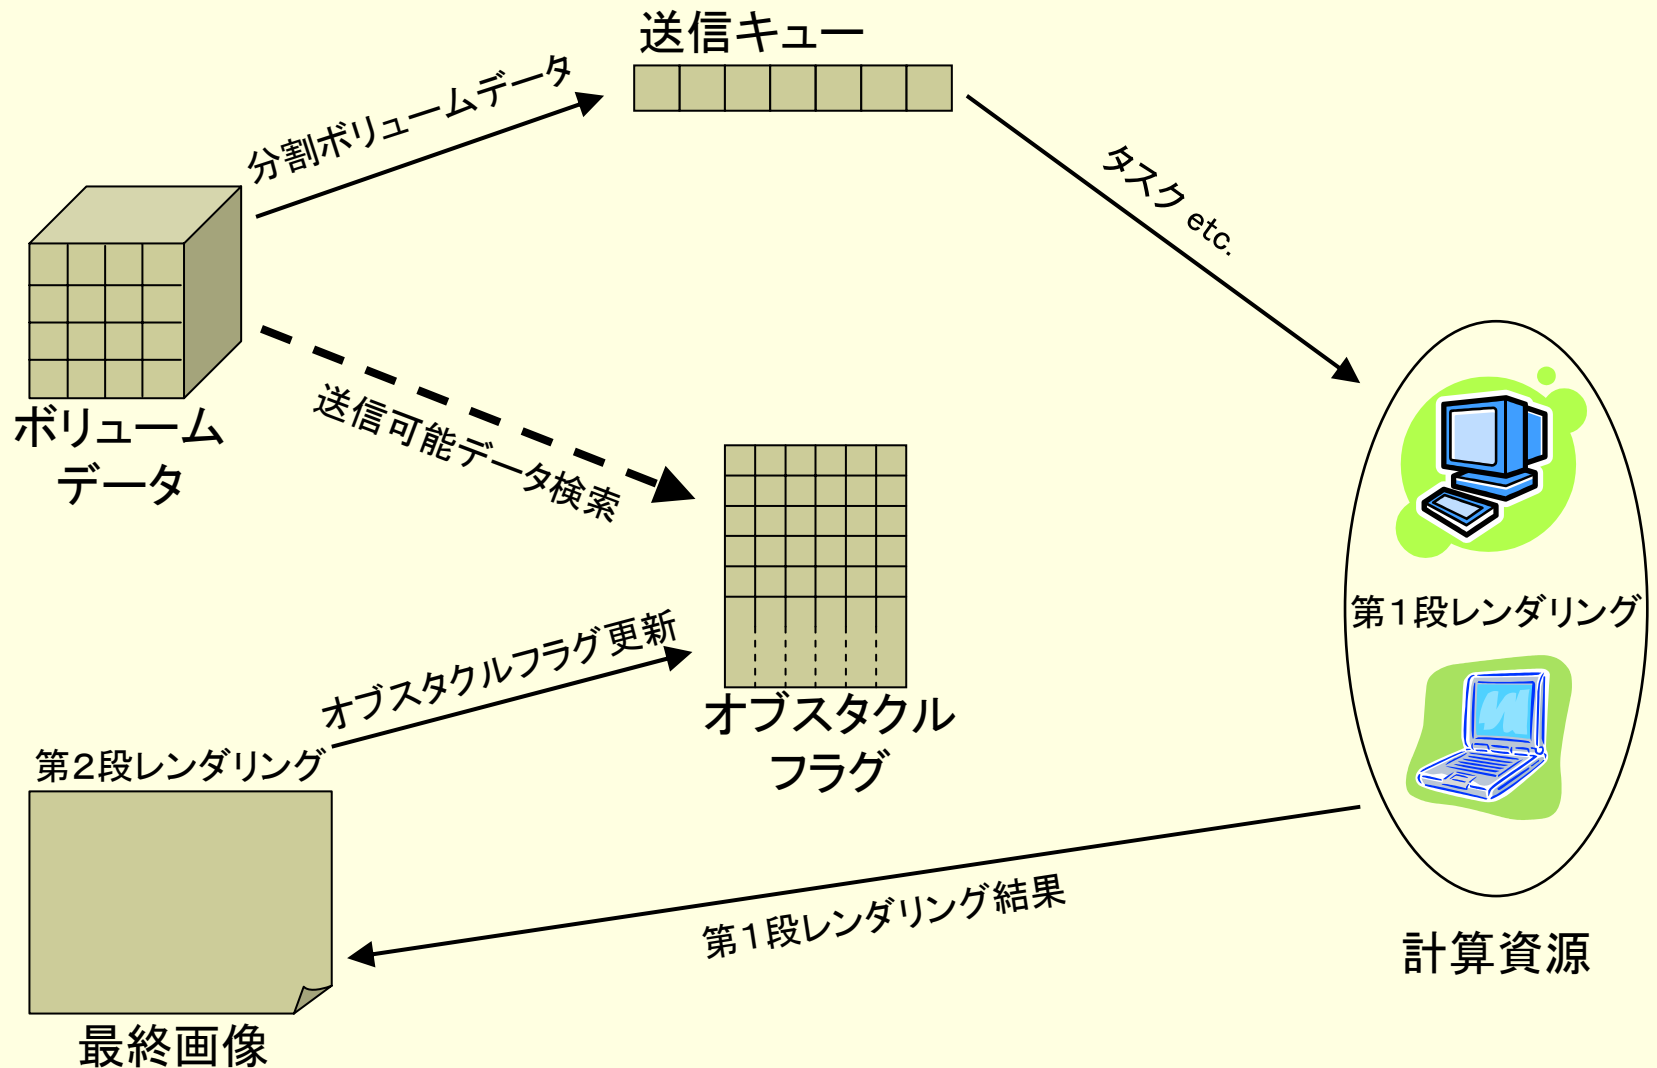 送信キュー
分割ボリュームデータ
タスク etc.
ボリューム
データ
送信可能データ検索
第１段レンダリング
オブスタクルフラグ更新
オブスタクル
フラグ
第２段レンダリング
第１段レンダリング結果
計算資源
最終画像